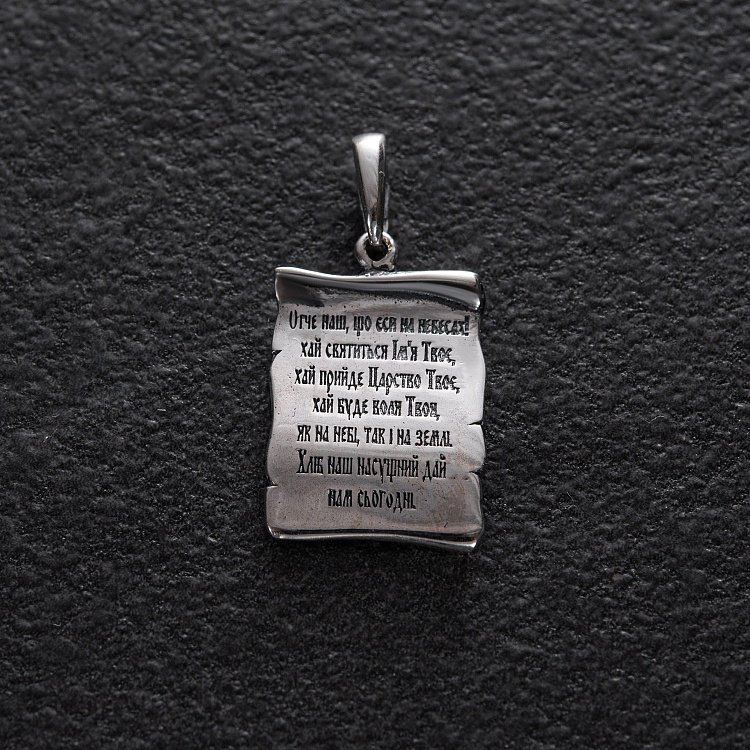 Отче наш, що єси на небесах!
хай святиться Ім'я Твоє,
хай прийде Царство Твоє,
хай буде воля Твоя,
як на небі, так і на землі.
Хліб наш насущний дай
нам сьогодні.